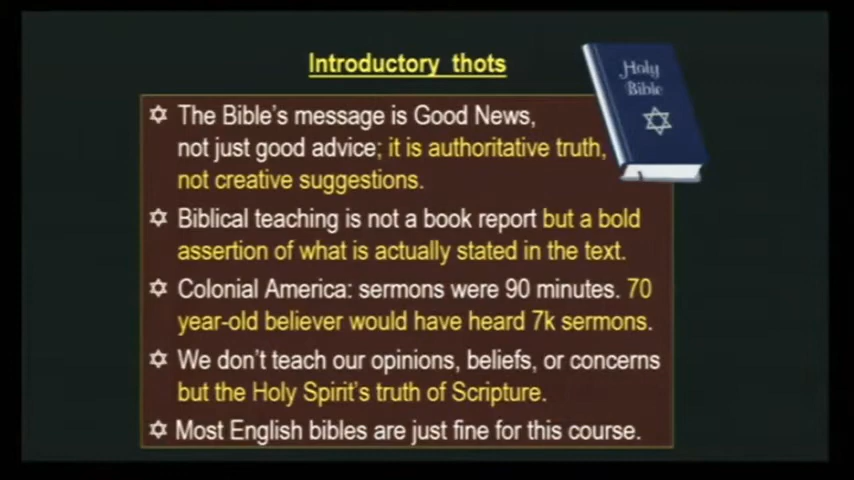 Introductory thots
Holy
Bible
The Bible's message is Good News,
not just good advice; it is authoritative truth,
not creative suggestions.
Biblical teaching is not a book report but a bold
assertion of what is actually stated in the text.
Colonial America: sermons were 90 minutes. 70
year-old believer would have heard 7k sermons.
We don't teach our opinions, beliefs, or concerns
but the Holy Spirit's truth of Scripture.
Most English bibles are just fine for this course.